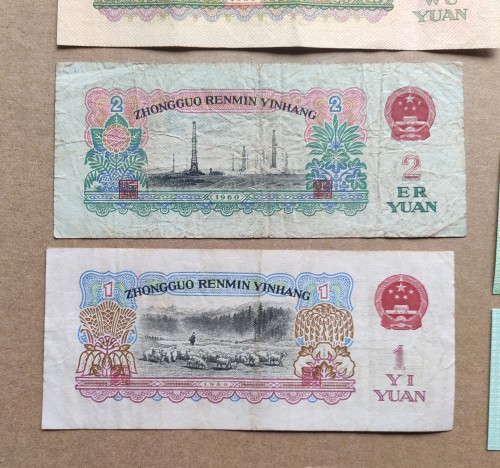 WU
YUAN
2
2
ZHONGGUO RENMIN YINHANG
2
ER
YUAN
1960
1
1
ZHONGGUO RENMIN YINHANG
1
YI
YUAN
1960